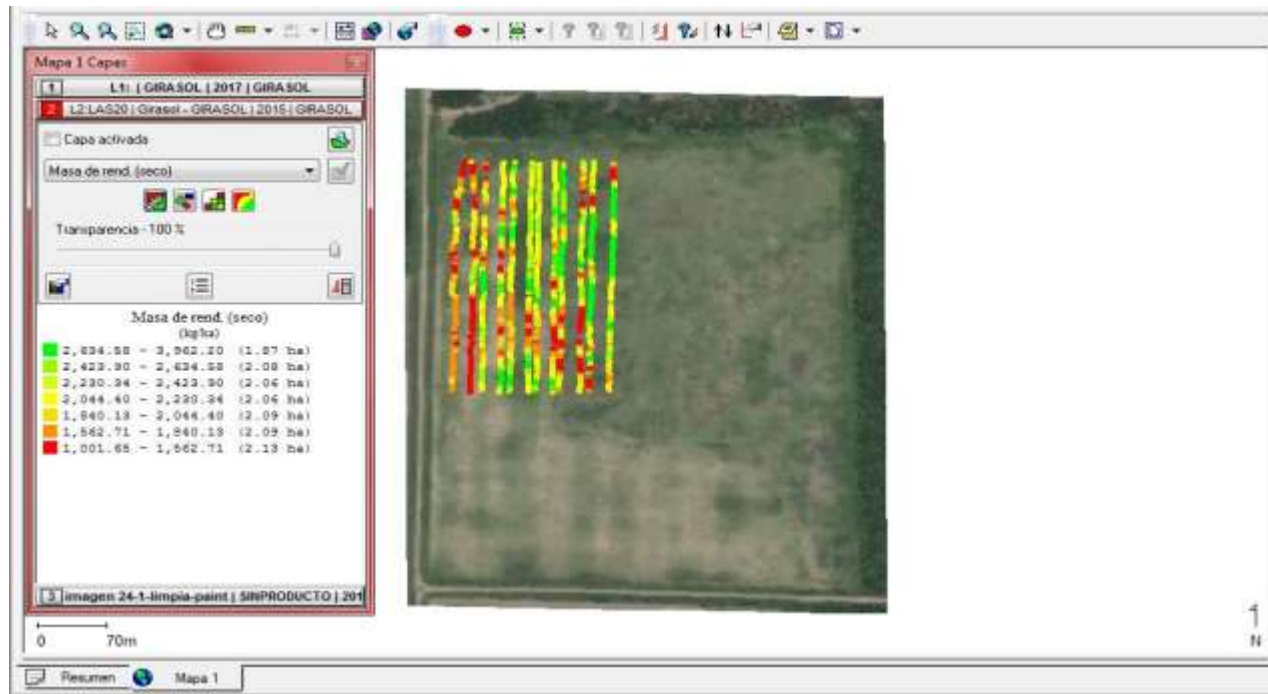 Mapa 1 Capas
1 L1: | GIRASOL | 2017 | GIRASOL
2 L2:LAS20 | Girasol - GIRASOL | 2015 | GIRASOL
Capa activada
Masa de rend. (seco)
Transparencia - 100 %
Masa de rend. (seco)
(kg/ha)
2,634.58 - 3,962.20 (1.87 ha)
2,423.90 - 2,634.58 (2.08 ha)
2,230.34 - 2,423.90 (2.06 ha)
2,044.40 - 2,230.34 (2.06 ha)
1,840.13 - 2,044.40 (2.09 ha)
1,562.71 - 1,840.13 (2.09 ha)
1,001.65 - 1,562.71 (2.13 ha)
3 imagen 24-1-limpia-paint | SINPRODUCTO | 201
0 70m
N
Resumen Mapa 1